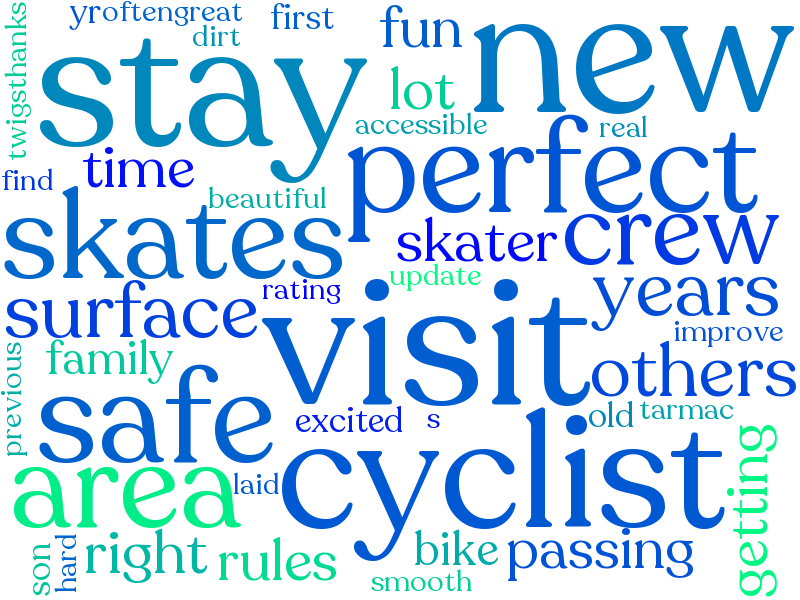 yroftengreat
first
fun
new
twigsthanks
dirt
stay
lot
accessible
real
time
perfect
find
beautiful
skates
skater
crew
update
rating
surface
years
visit
improve
previous
family
others
safe
excited
s
old
tarmac
cyclist
area
laid
getting
son
hard
right
rules
bike
passing
smooth